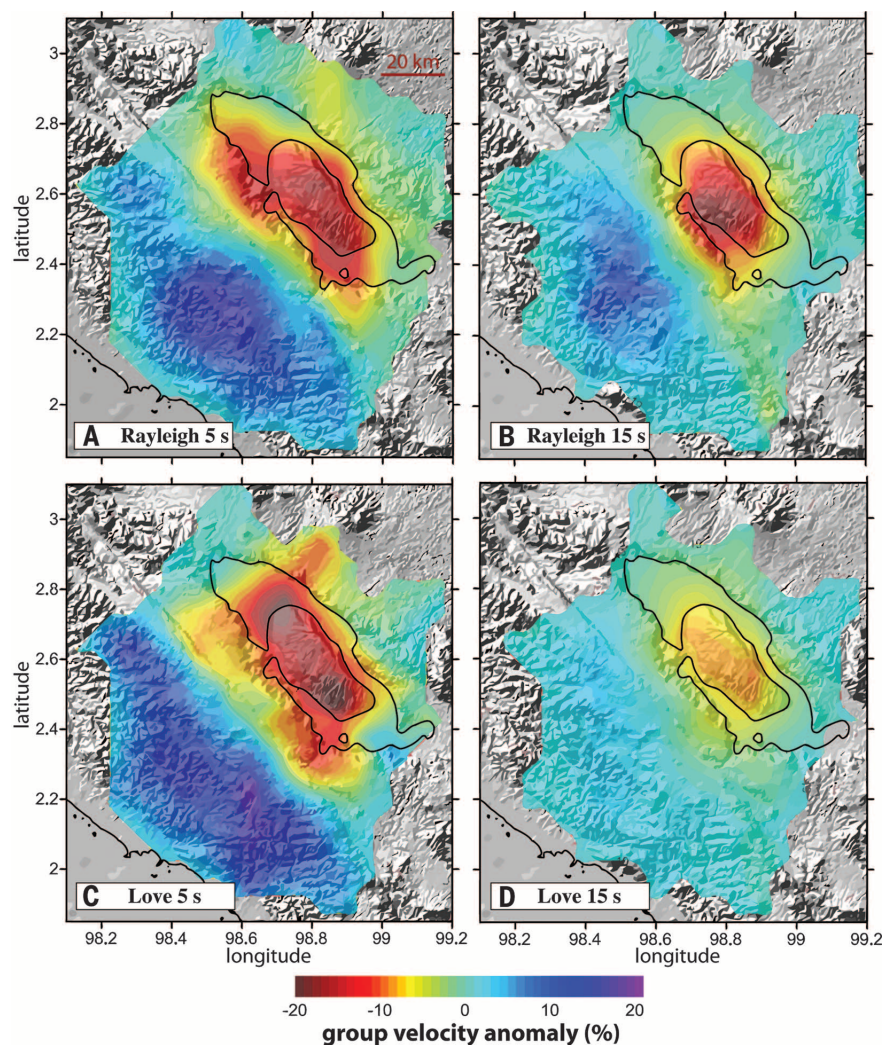 20 km
3
2.8
2.6
2.4
2.2
2
latitude
A Rayleigh 5 s
B Rayleigh 15 s
3
2.8
2.6
2.4
2.2
2
latitude
C Love 5 s
D Love 15 s
98.2 98.4 98.6 98.8 99 99.2
98.2 98.4 98.6 98.8 99 99.2
longitude longitude
-20 -10 0 10 20
group velocity anomaly (%)